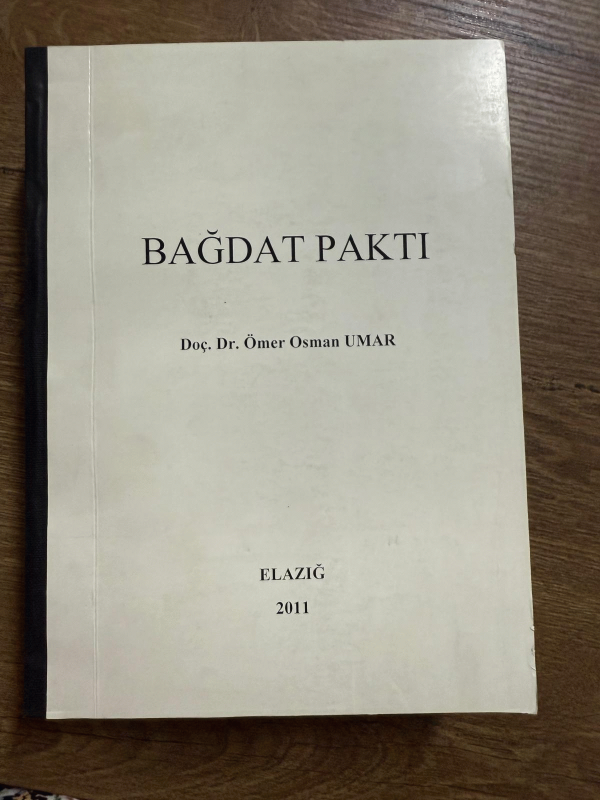 BAĞDAT PAKTI
Doç. Dr. Ömer Osman UMAR
ELAZIĞ
2011